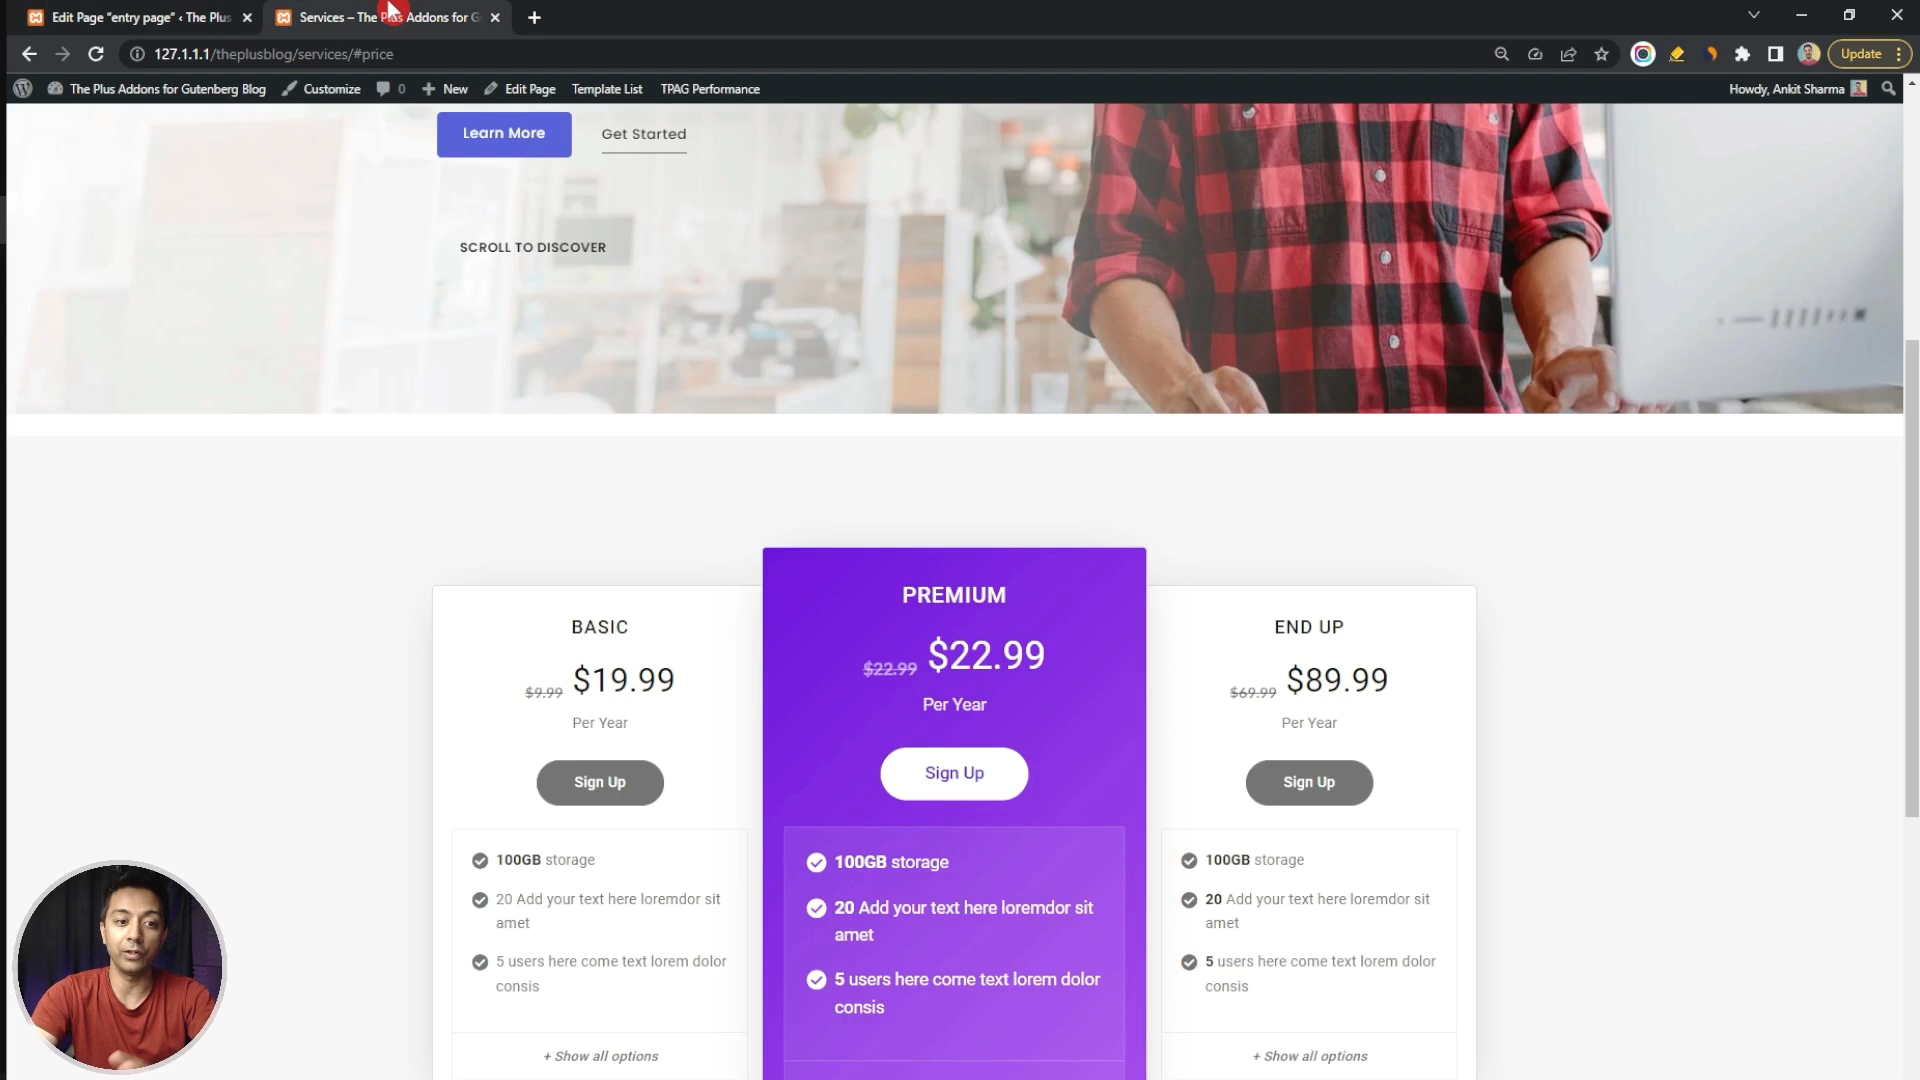 Edit Page "entry page" ‹ The Plus
Services – The Plus Addons for G
127.1.1.1/theplusblog/services/#price
Update
The Plus Addons for Gutenberg Blog
Customize
0
New
Edit Page
Template List
TPAG Performance
Howdy, Ankit Sharma
Learn More
Get Started
SCROLL TO DISCOVER
BASIC
$9.99 $19.99
Per Year
Sign Up
100GB storage
20 Add your text here loremdor sit
amet
5 users here come text lorem dolor
consis
+ Show all options
PREMIUM
$22.99 $22.99
Per Year
Sign Up
100GB storage
20 Add your text here loremdor sit
amet
5 users here come text lorem dolor
consis
END UP
$69.99 $89.99
Per Year
Sign Up
100GB storage
20 Add your text here loremdor sit
amet
5 users here come text lorem dolor
consis
+ Show all options